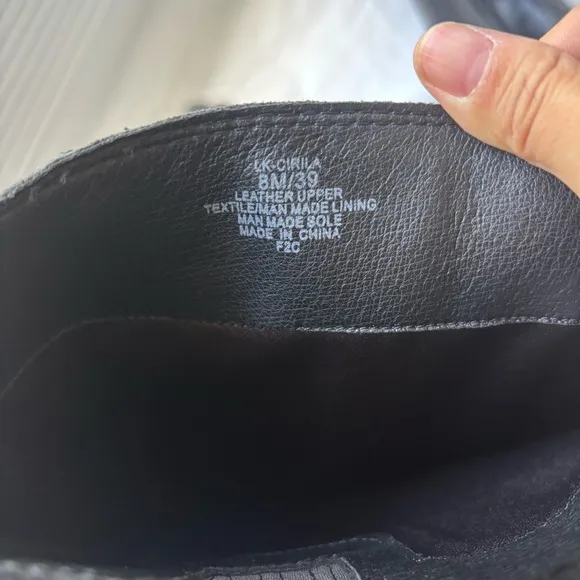 LK-CIRILA
8M/39
LEATHER UPPER
TEXTILE/MAN MADE LINING
MAN MADE SOLE
MADE IN CHINA
F2C